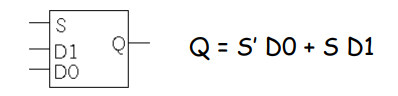 S
D1
D0
Q
Q = S' D0 + S D1